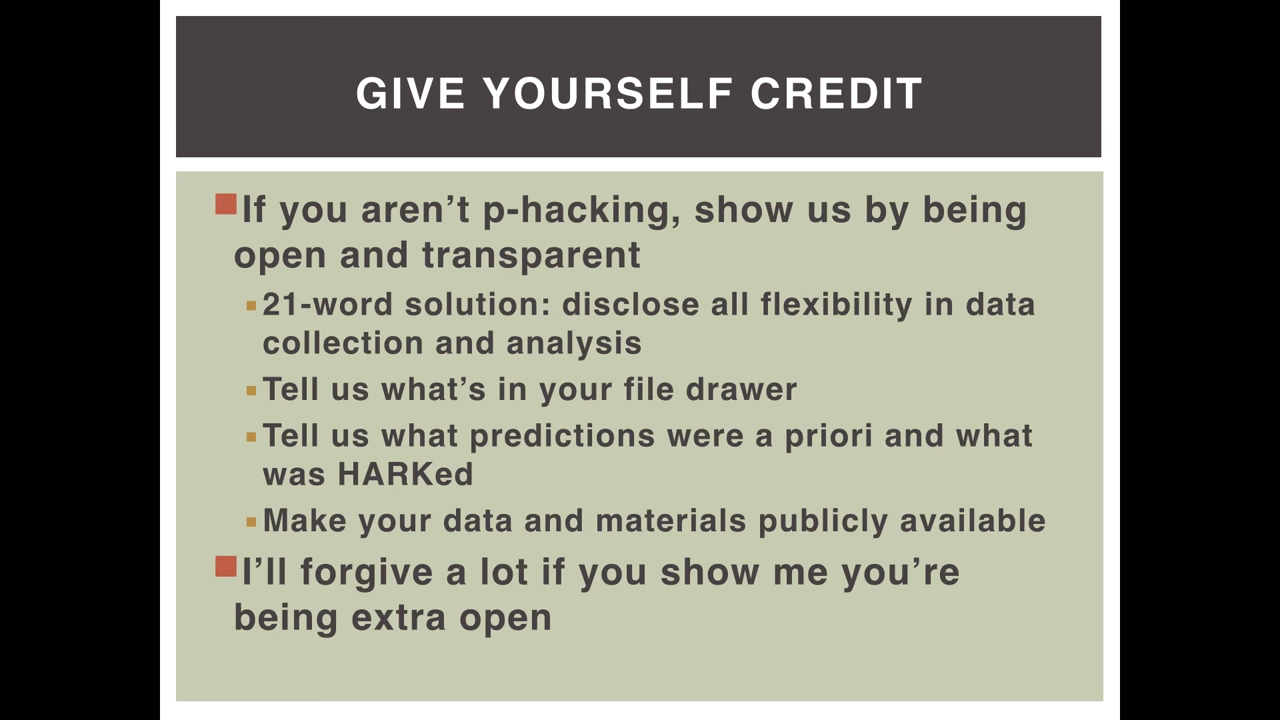 GIVE YOURSELF CREDIT
If you aren’t p-hacking, show us by being
open and transparent
21-word solution: disclose all flexibility in data
collection and analysis
Tell us what’s in your file drawer
Tell us what predictions were a priori and what
was HARKed
Make your data and materials publicly available
I’ll forgive a lot if you show me you’re
being extra open